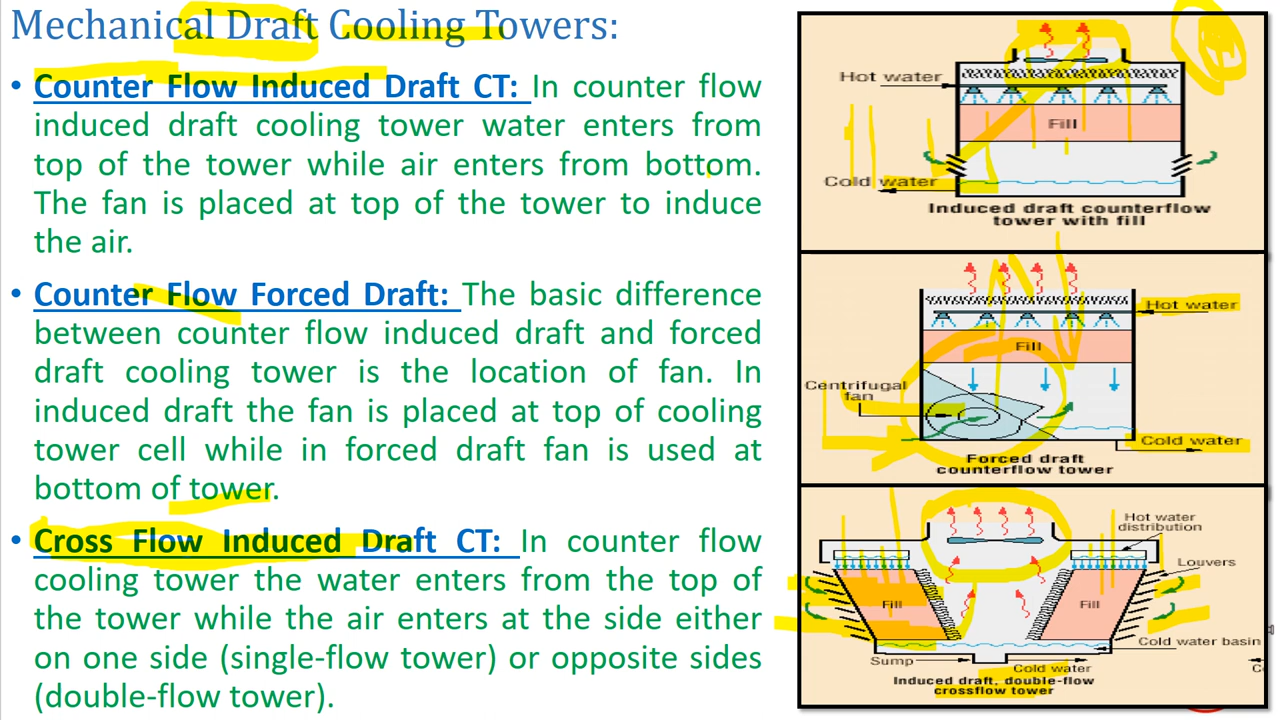 Mechanical Draft Cooling Towers:
• Counter Flow Induced Draft CT: In counter flow
induced draft cooling tower water enters from
top of the tower while air enters from bottom.
The fan is placed at top of the tower to induce
the air.
• Counter Flow Forced Draft: The basic difference
between counter flow induced draft and forced
draft cooling tower is the location of fan. In
induced draft the fan is placed at top of cooling
tower cell while in forced draft fan is used at
bottom of tower.
• Cross Flow Induced Draft CT: In counter flow
cooling tower the water enters from the top of
the tower while the air enters at the side either
on one side (single-flow tower) or opposite sides
(double-flow tower).
Hot water
Fill
Cold water
Induced draft counterflow
tower with fill
Hot water
Fill
Centrifugal
fan
Cold water
Forced draft
counterflow tower
Hot water
distribution
Louvers
Fill
Fill
Cold water basin
Sump
Cold water
Induced draft, double-flow
crossflow tower